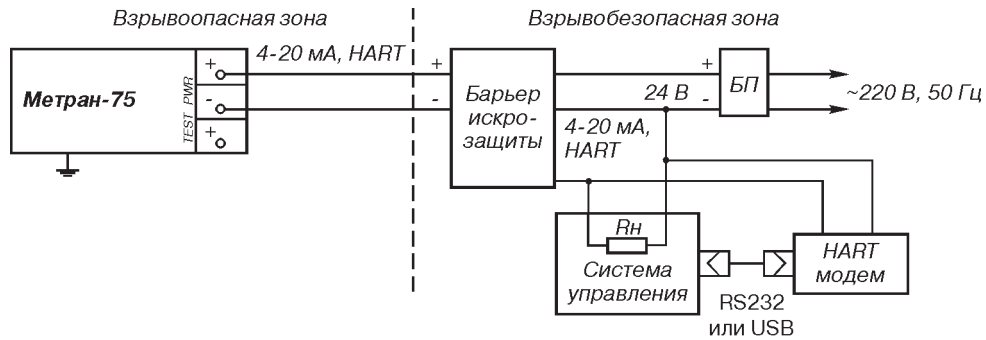 Взрывоопасная зона
Взрывобезопасная зона
4-20 мА, HART
Метран-75
TEST PWR
+
-
+
+
-
Барьер
искро-
защиты
+
-
24 В
БП
~220 В, 50 Гц
4-20 мА,
HART
Rн
Система
управления
HART
модем
RS232
или USB